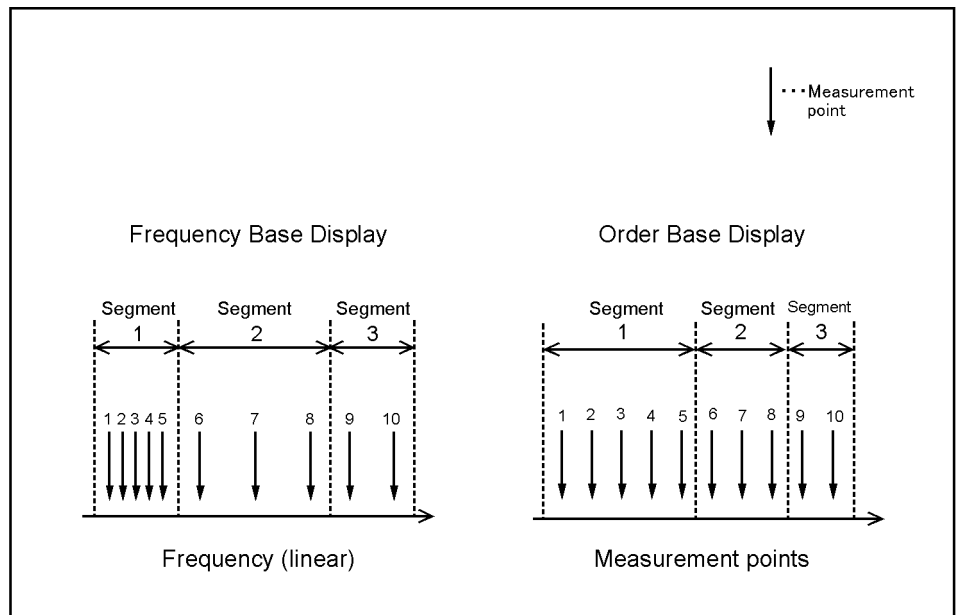 ···Measurement
point
Frequency Base Display
Order Base Display
Segment
1
Segment
2
Segment
3
Segment
1
Segment
2
Segment
3
1 2 3 4 5 6 7 8 9 10
1 2 3 4 5 6 7 8 9 10
Frequency (linear)
Measurement points